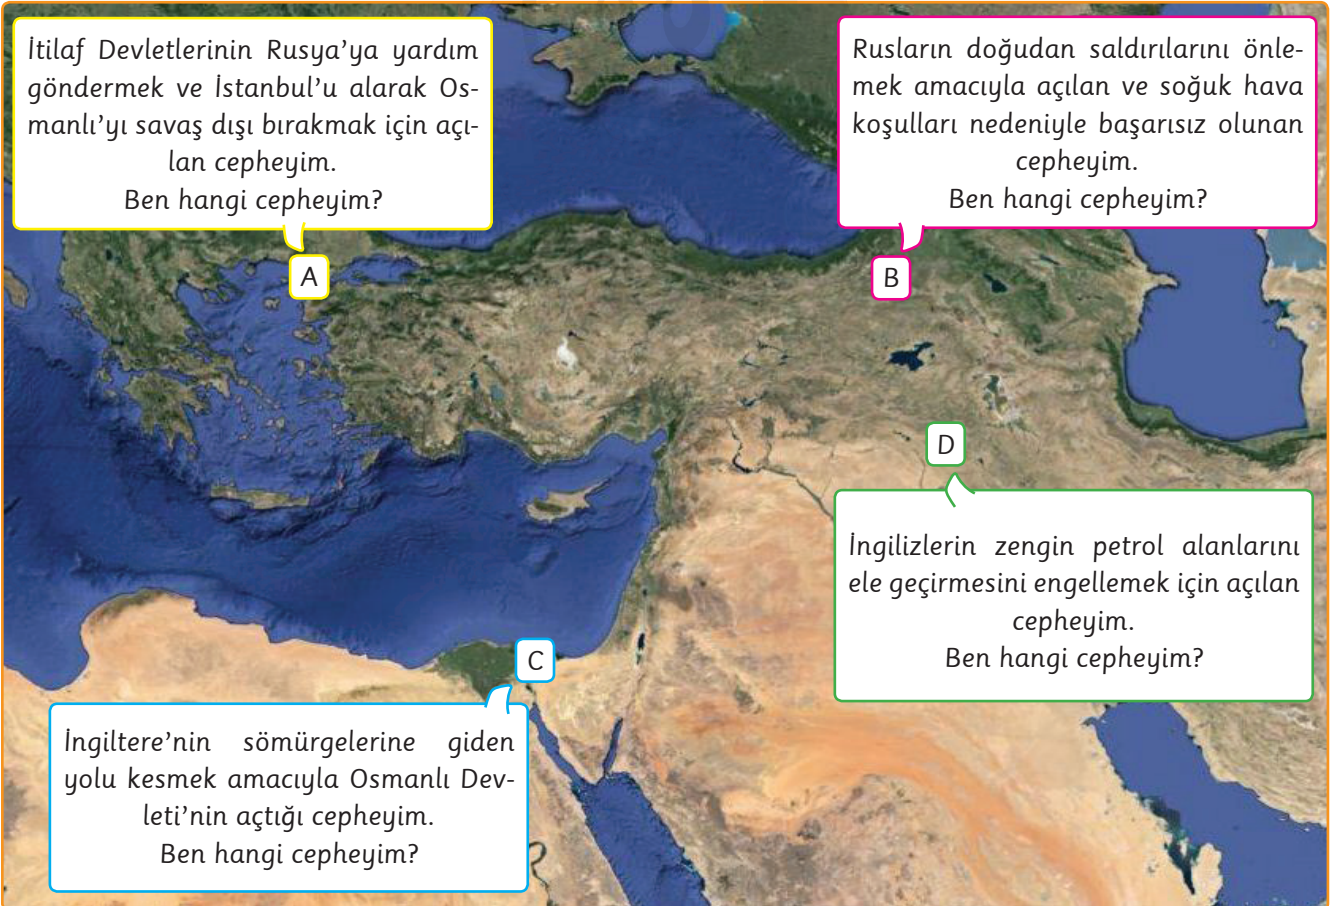 İtilaf Devletlerinin Rusya’ya yardım
göndermek ve İstanbul’u alarak Os-
manlı’yı savaş dışı bırakmak için açı-
lan cepheyim.
Ben hangi cepheyim?
A
Rusların doğudan saldırılarını önle-
mek amacıyla açılan ve soğuk hava
koşulları nedeniyle başarısız olunan
cepheyim.
Ben hangi cepheyim?
B
D
İngilizlerin zengin petrol alanlarını
ele geçirmesini engellemek için açılan
cepheyim.
Ben hangi cepheyim?
C
İngiltere’nin sömürgelerine giden
yolu kesmek amacıyla Osmanlı Dev-
leti’nin açtığı cepheyim.
Ben hangi cepheyim?